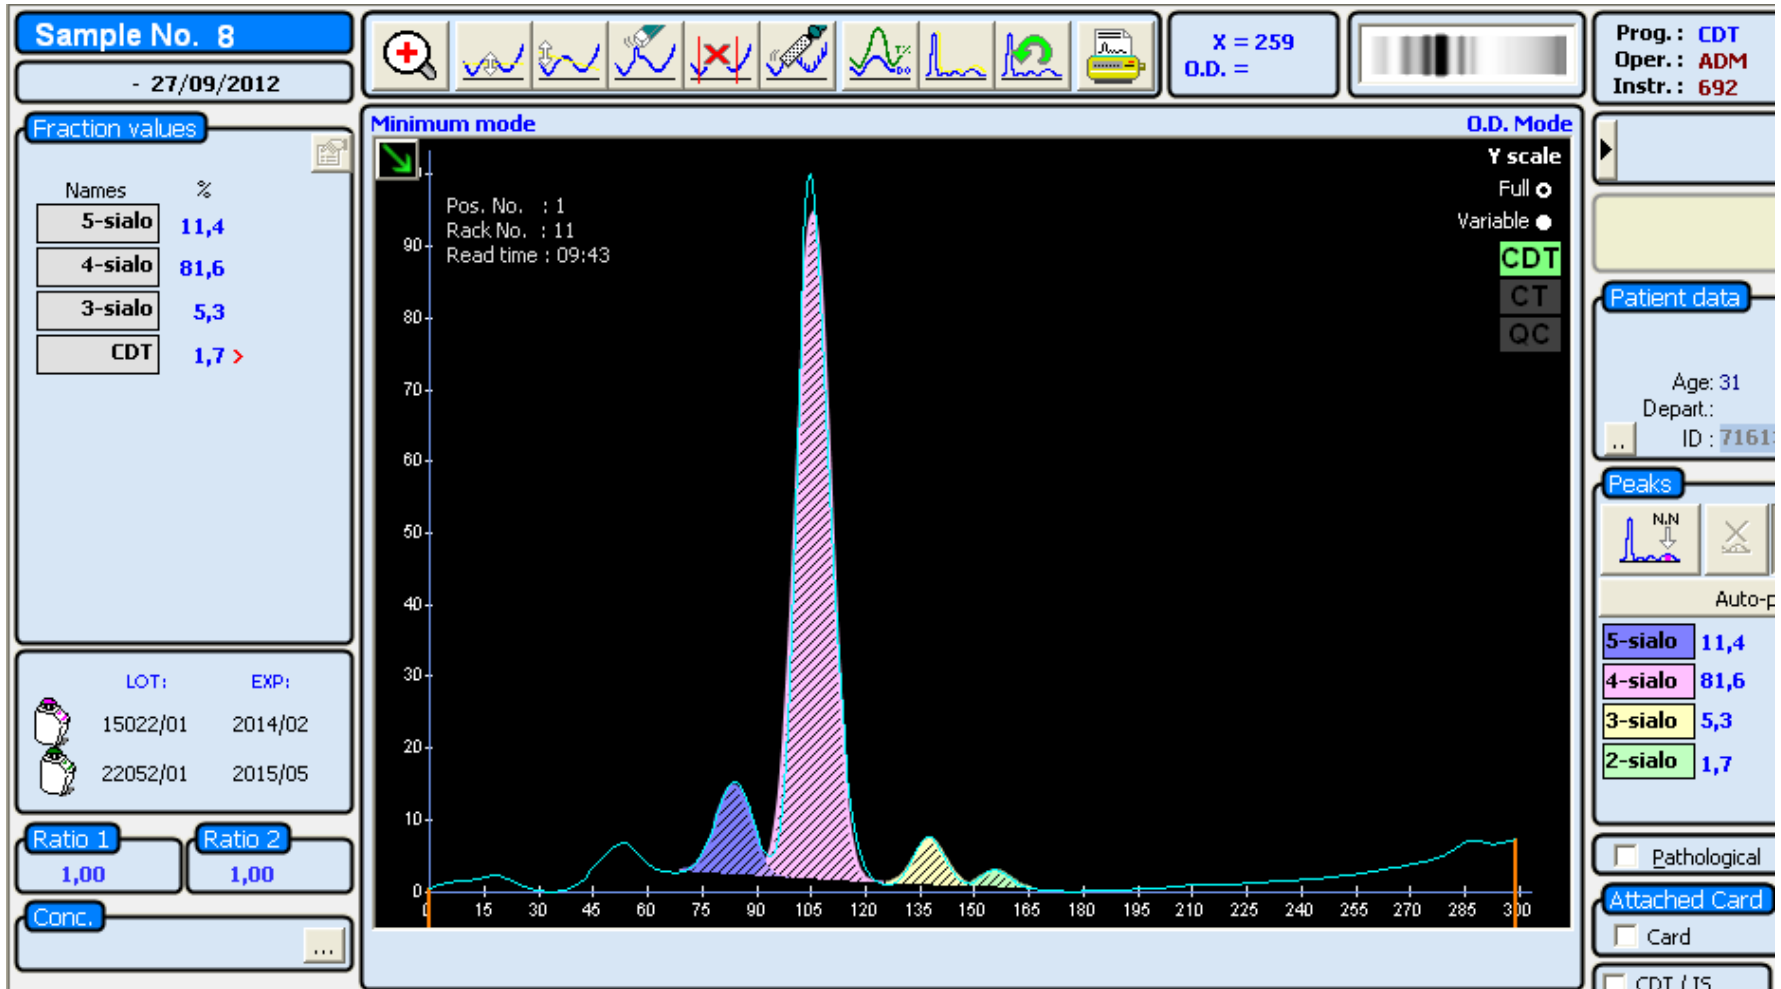 Sample No. 8
- 27/09/2012
X = 259
O.D. =
Prog.: CDT
Oper.: ADM
Instr.: 692
Fraction values
Names %
5-sialo 11,4
4-sialo 81,6
3-sialo 5,3
CDT 1,7 >
LOT: EXP:
15022/01 2014/02
22052/01 2015/05
Ratio 1 Ratio 2
1,00 1,00
Conc.
...
Minimum mode O.D. Mode
Y scale
Full
Variable
CDT
CT
QC
Pos. No. : 1
Rack No. : 11
Read time : 09:43
90
80
70
60
50
40
30
20
10
0
15 30 45 60 75 90 105 120 135 150 165 180 195 210 225 240 255 270 285 300
Patient data
Age: 31
Depart.:
.. ID : 7161
Peaks
N.N
Auto-p
5-sialo 11,4
4-sialo 81,6
3-sialo 5,3
2-sialo 1,7
Pathological
Attached Card
Card
CDT / IS